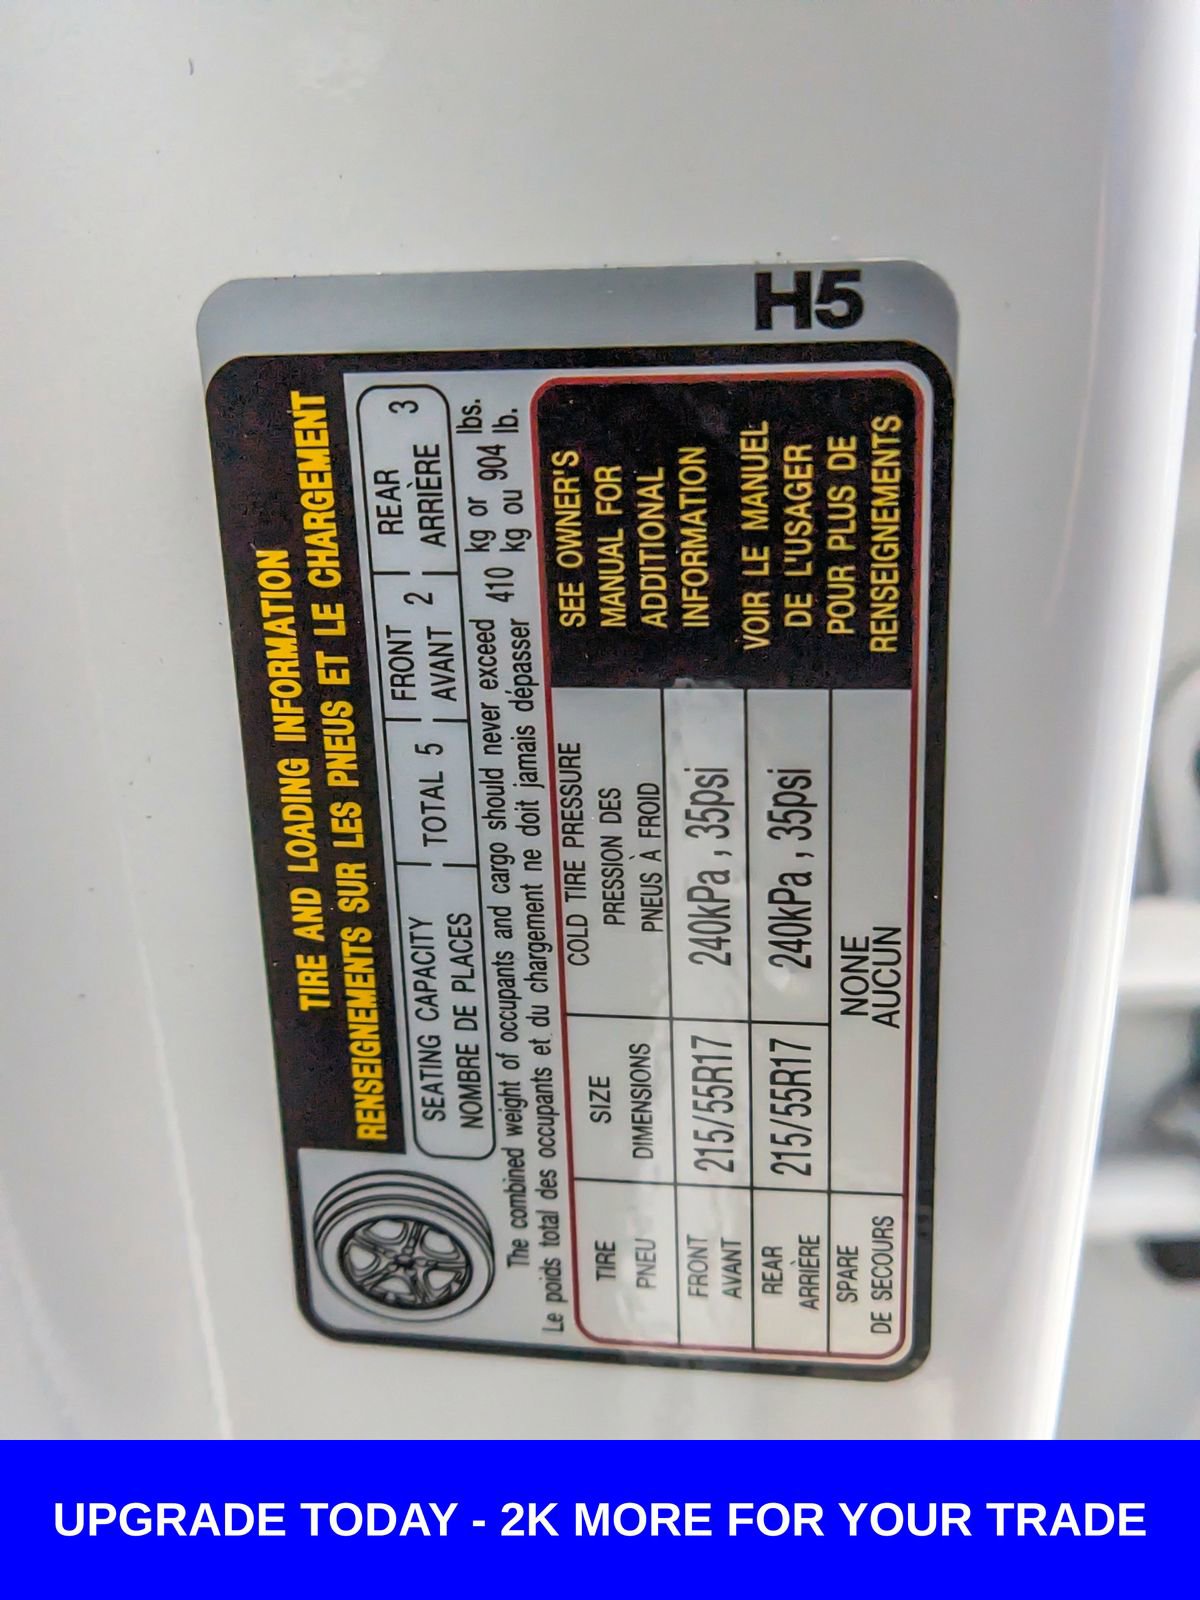 TIRE AND LOADING INFORMATION
RENSEIGNEMENTS SUR LES PNEUS ET LE CHARGEMENT
SEATING CAPACITY
NOMBRE DE PLACES
TOTAL 5
FRONT
AVANT 2
REAR
ARRIÈRE 3
The combined weight of occupants and cargo should never exceed 410 kg or 904 lbs.
Le poids total des occupants et du chargement ne doit jamais dépasser 410 kg ou 904 lb.
TIRE
PNEU
SIZE
DIMENSIONS
COLD TIRE PRESSURE
PRESSION DES
PNEUS À FROID
FRONT
AVANT
215/55R17
240kPa , 35psi
REAR
ARRIÈRE
215/55R17
240kPa , 35psi
SPARE
DE SECOURS
NONE
AUCUN
SEE OWNER'S
MANUAL FOR
ADDITIONAL
INFORMATION
VOIR LE MANUEL
DE L'USAGER
POUR PLUS DE
RENSEIGNEMENTS
H5
UPGRADE TODAY - 2K MORE FOR YOUR TRADE